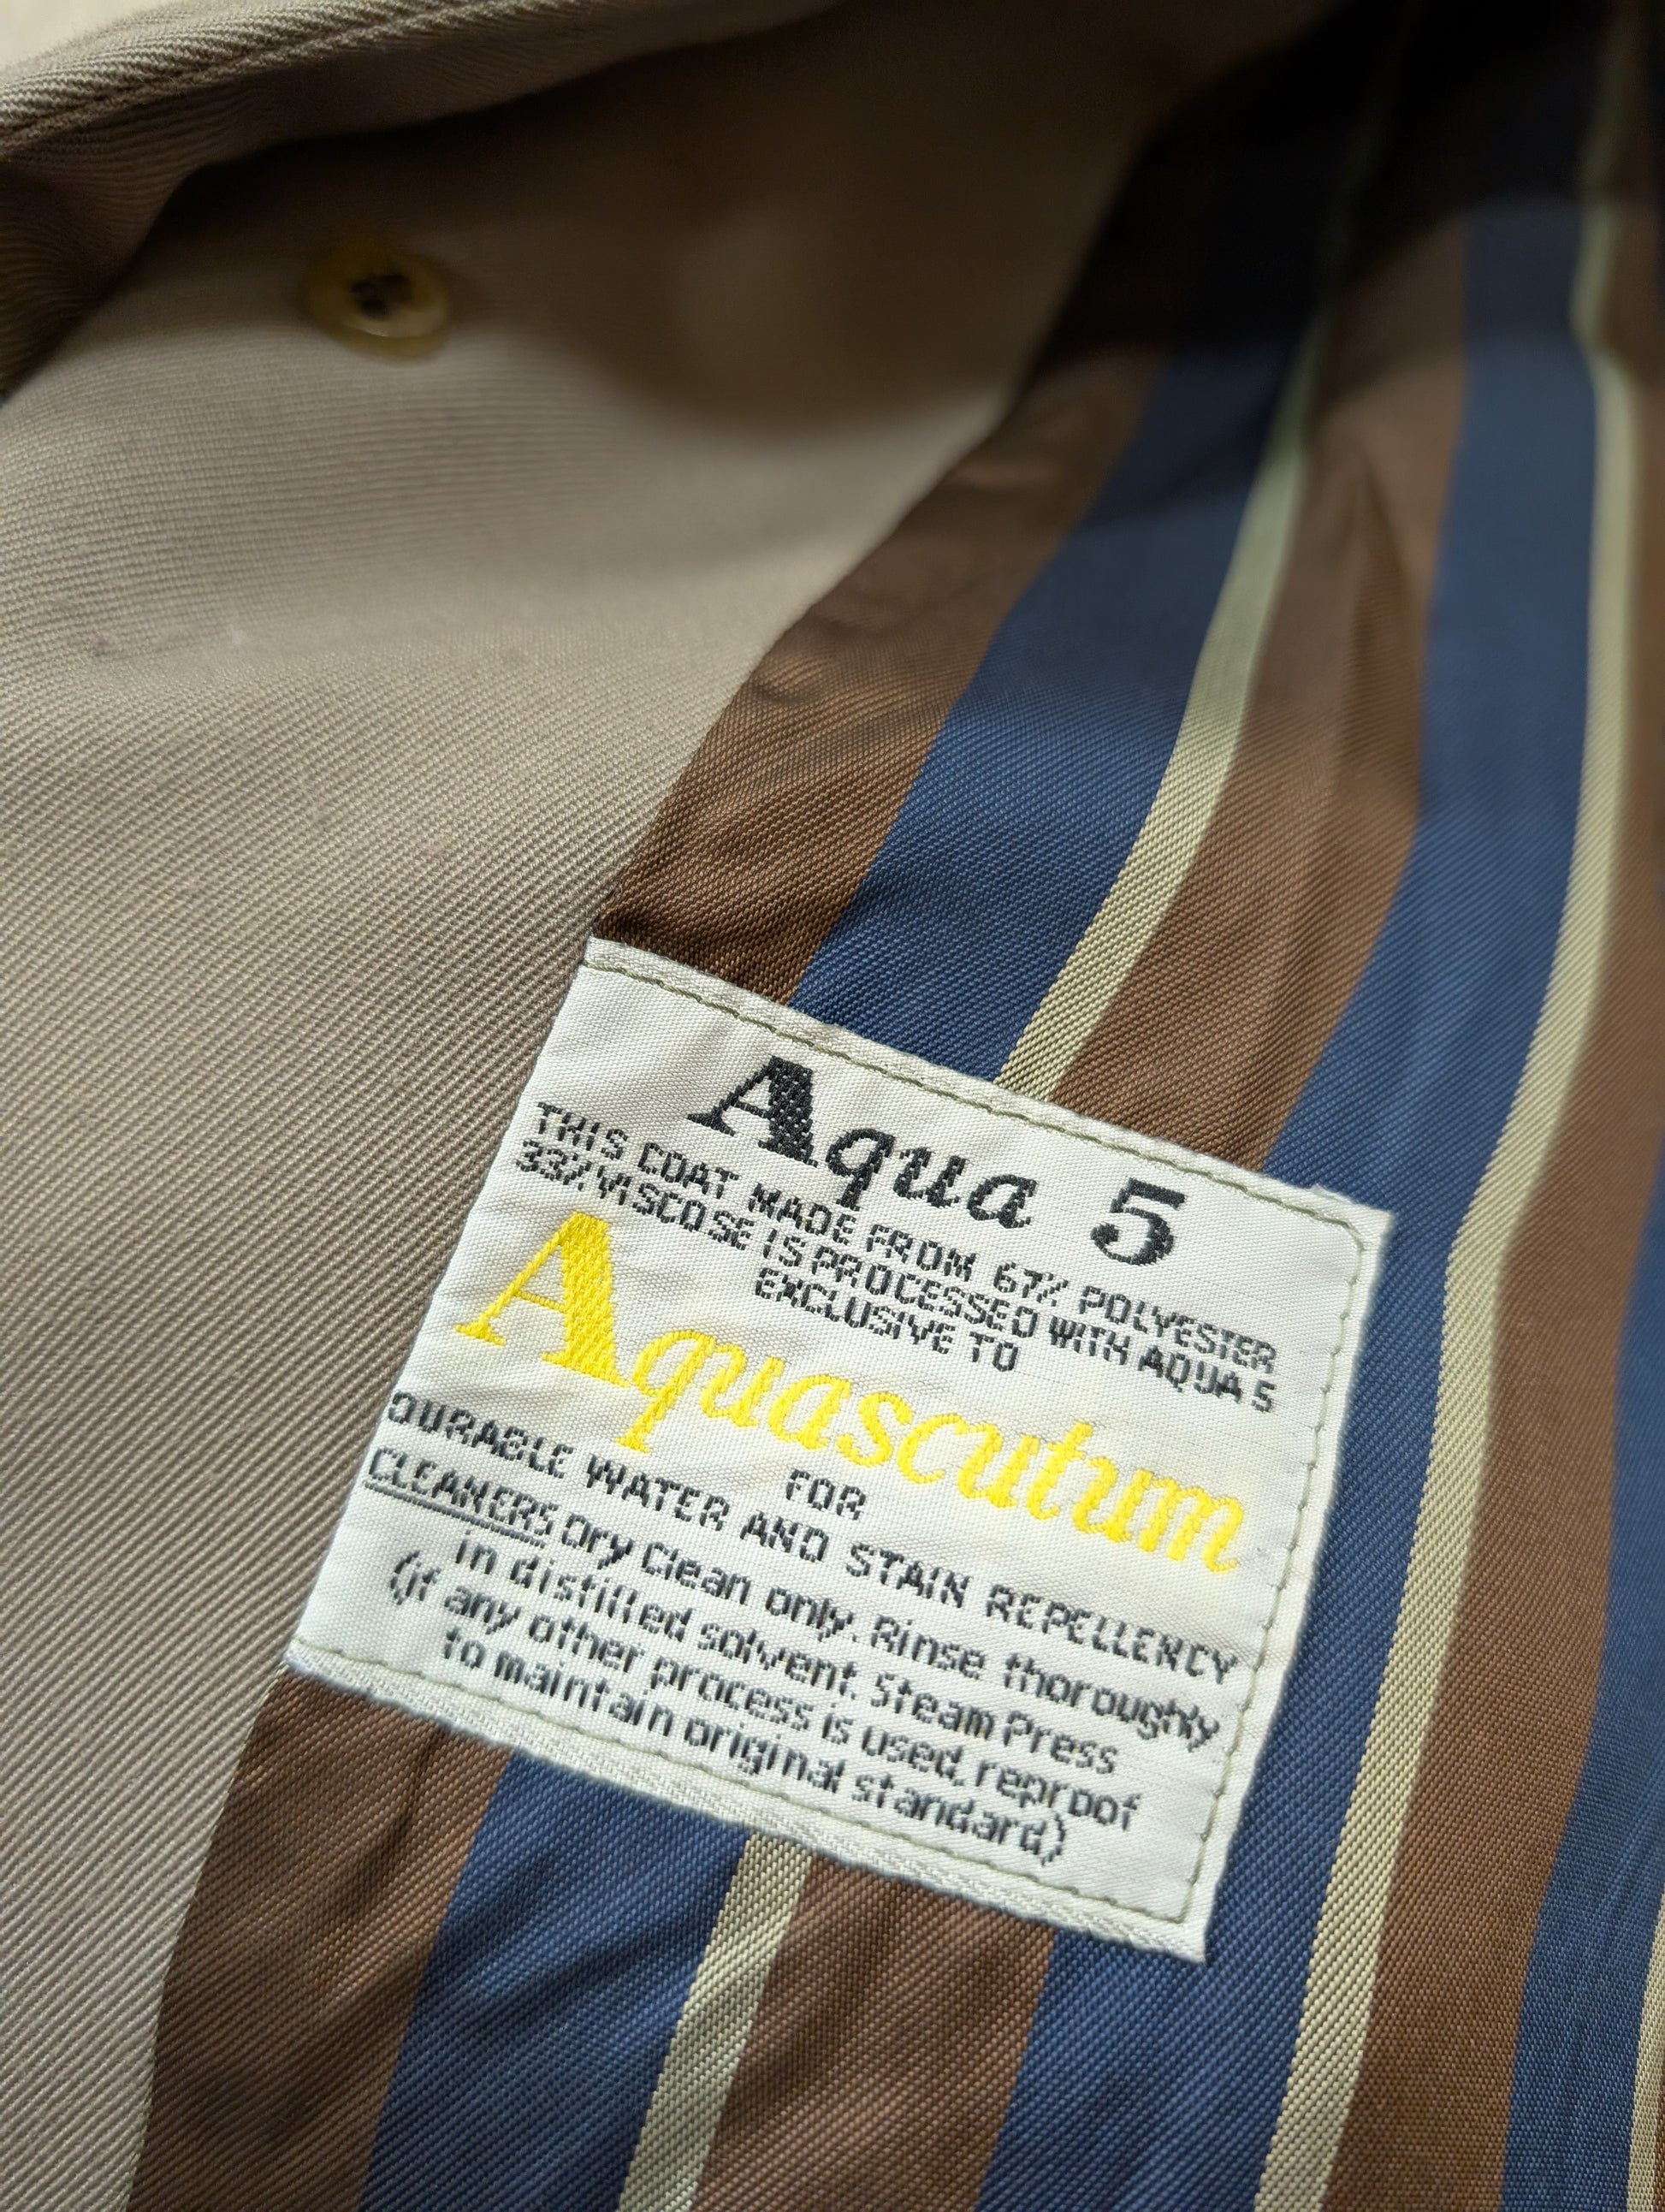 Aqua 5
THIS COAT MADE FROM 67% POLYESTER
33% VISCOSE IS PROCESSED WITH AQUA 5
EXCLUSIVE TO
Aquascutum
FOR
DURABLE WATER AND STAIN REPELLENCY
CLEANERS Dry Clean only. Rinse thoroughly
in distilled solvent. Steam Press
(if any other process is used, reproof
to maintain original standard)